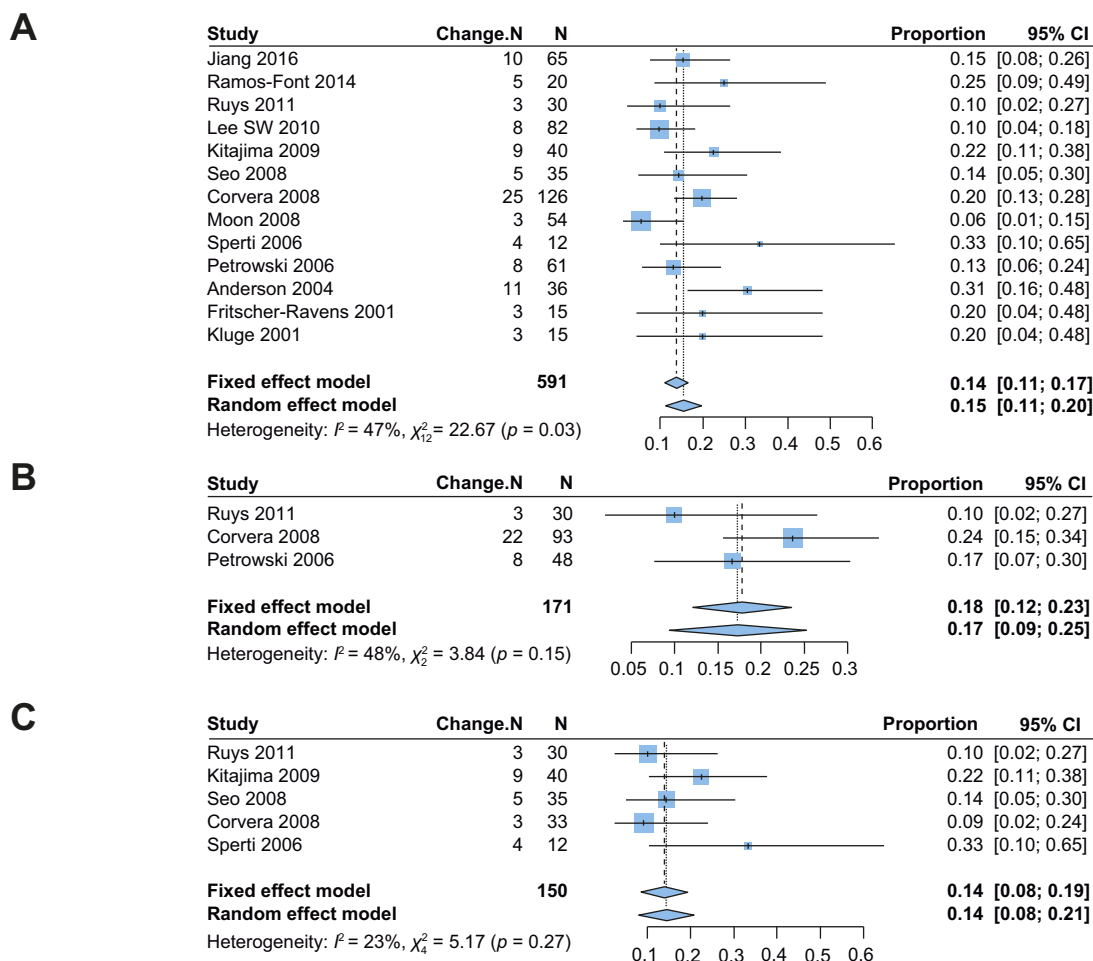 A
Study Change.N N Proportion 95% CI
Jiang 2016 10 65 0.15 [0.08; 0.26]
Ramos-Font 2014 5 20 0.25 [0.09; 0.49]
Ruys 2011 3 30 0.10 [0.02; 0.27]
Lee SW 2010 8 82 0.10 [0.04; 0.18]
Kitajima 2009 9 40 0.22 [0.11; 0.38]
Seo 2008 5 35 0.14 [0.05; 0.30]
Corvera 2008 25 126 0.20 [0.13; 0.28]
Moon 2008 3 54 0.06 [0.01; 0.15]
Sperti 2006 4 12 0.33 [0.10; 0.65]
Petrowski 2006 8 61 0.13 [0.06; 0.24]
Anderson 2004 11 36 0.31 [0.16; 0.48]
Fritscher-Ravens 2001 3 15 0.20 [0.04; 0.48]
Kluge 2001 3 15 0.20 [0.04; 0.48]
Fixed effect model 591 0.14 [0.11; 0.17]
Random effect model 0.15 [0.11; 0.20]
Heterogeneity: I² = 47%, χ²₁₂ = 22.67 (p = 0.03)
0.1 0.2 0.3 0.4 0.5 0.6
B
Study Change.N N Proportion 95% CI
Ruys 2011 3 30 0.10 [0.02; 0.27]
Corvera 2008 22 93 0.24 [0.15; 0.34]
Petrowski 2006 8 48 0.17 [0.07; 0.30]
Fixed effect model 171 0.18 [0.12; 0.23]
Random effect model 0.17 [0.09; 0.25]
Heterogeneity: I² = 48%, χ²₂ = 3.84 (p = 0.15)
0.05 0.1 0.2 0.2 0.3
C
Study Change.N N Proportion 95% CI
Ruys 2011 3 30 0.10 [0.02; 0.27]
Kitajima 2009 9 40 0.22 [0.11; 0.38]
Seo 2008 5 35 0.14 [0.05; 0.30]
Corvera 2008 3 33 0.09 [0.02; 0.24]
Sperti 2006 4 12 0.33 [0.10; 0.65]
Fixed effect model 150 0.14 [0.08; 0.19]
Random effect model 0.14 [0.08; 0.21]
Heterogeneity: I² = 23%, χ²₄ = 5.17 (p = 0.27)
0.1 0.2 0.3 0.4 0.5 0.6